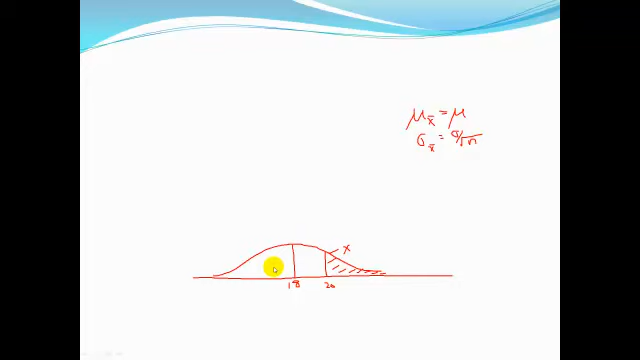 μx̄ = μ
σx̄ = σ/√n
x
18 20